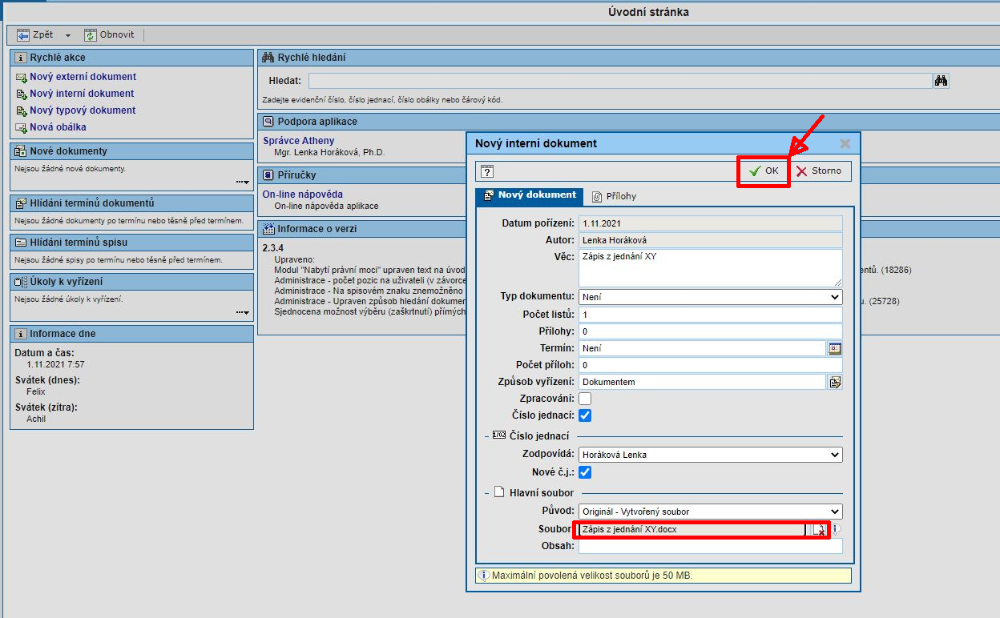 Úvodní stránka
Zpět
Obnovit
Rychlé akce
Nový externí dokument
Nový interní dokument
Nový typový dokument
Nová obálka
Nové dokumenty
Nejsou žádné nové dokumenty.
Hlídání termínů dokumentů
Nejsou žádné dokumenty po termínu nebo těsně před termínem.
Hlídání termínů spisu
Nejsou žádné spisy po termínu nebo těsně před termínem.
Úkoly k vyřízení
Nejsou žádné úkoly k vyřízení.
Informace dne
Datum a čas:
1.11.2021 7:57
Svátek (dnes):
Felix
Svátek (zítra):
Achil
Rychlé hledání
Hledat:
Zadejte evidenční číslo, číslo jednací, číslo obálky nebo čárový kód.
Podpora aplikace
Správce Atheny
Mgr. Lenka Horáková, Ph.D.
Příručky
On-line nápověda
On-line nápověda aplikace
Informace o verzi
2.3.4
Upraveno:
Modul "Nabytí právní moci" upraven text na úvod
entů. (18286)
Administrace - počet pozic na uživateli (v závorce
Administrace - Na spisovém znaku znemožněno
Administrace - Upraven způsob hledání dokumen
u. (25728)
Sjednocena možnost výběru (zaškrtnutí) přímých
Nový interní dokument
?
OK
Storno
Nový dokument
Přílohy
Datum pořízení: 1.11.2021
Autor: Lenka Horáková
Věc: Zápis z jednání XY
Typ dokumentu: Není
Počet listů: 1
Přílohy: 0
Termín: Není
Počet příloh: 0
Způsob vyřízení: Dokumentem
Zpracování:
Číslo jednací:
1/02 Číslo jednací
Zodpovídá: Horáková Lenka
Nové č.j.:
Hlavní soubor
Původ: Originál - Vytvořený soubor
Soubor Zápis z jednání XY.docx
Obsah:
Maximální povolená velikost souborů je 50 MB.